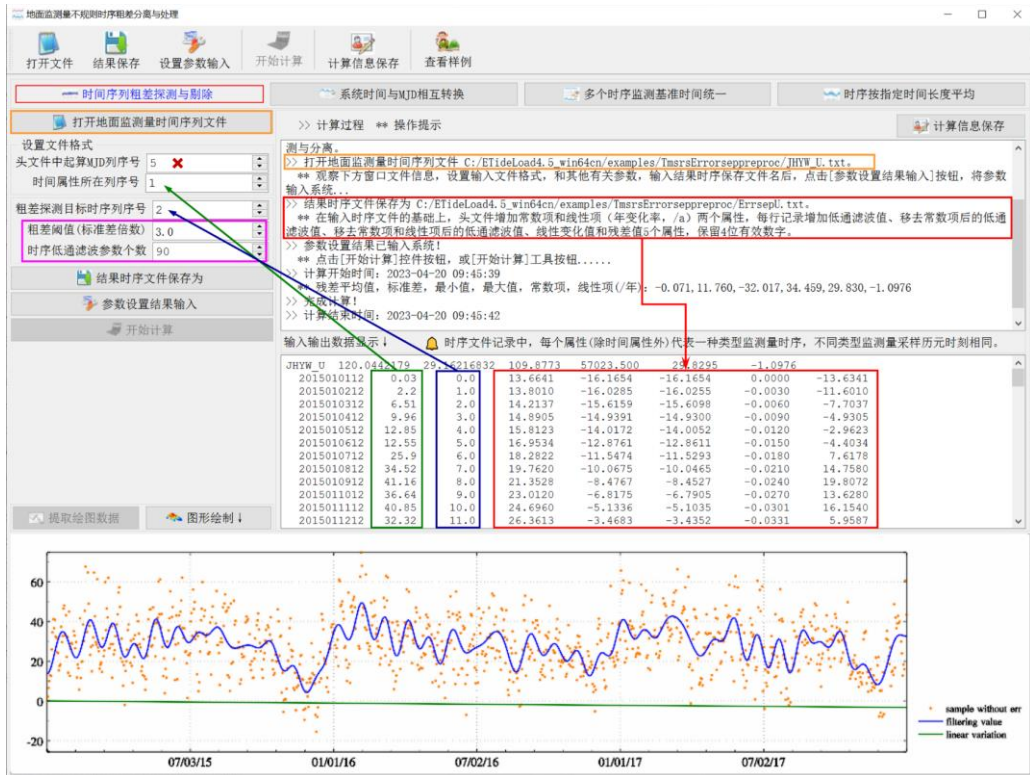 地面监测量不规则时序粗差分离与处理
打开文件 结果保存 设置参数输入 开始计算 计算信息保存 查看样例
时间序列粗差探测与剔除 系统时间与MJD相互转换 多个时序监测基准时间统一 时序按指定时间长度平均
打开地面监测量时间序列文件
设置文件格式
头文件中起算MJD列序号 5
时间属性所在列序号 1
粗差探测目标时序列序号 2
粗差阈值(标准差倍数) 3.0
时序低通滤波参数个数 90
结果时序文件保存为
参数设置结果输入
开始计算
提取绘图数据 图形绘制↓
>> 计算过程 ** 操作提示 计算信息保存
测与分离。
>> 打开地面监测量时间序列文件 C:/ETideLoad4.5_win64cn/examples/TmsrsErrorseppreproc/JHYW_U.txt。
** 观察下方窗口文件信息，设置输入文件格式，和其他有关参数，输入结果时序保存文件名后，点击[参数设置结果输入]按钮，将参数
输入系统...
>> 结果时序文件保存为 C:/ETideLoad4.5_win64cn/examples/TmsrsErrorseppreproc/ErrsepU.txt。
** 在输入时序文件的基础上，头文件增加常数项和线性项（年变化率，/a）两个属性，每行记录增加低通滤波值、移去常数项后的低通
滤波值、移去常数项和线性项后的低通滤波值、线性变化值和残差值5个属性，保留4位有效数字。
>> 参数设置结果已输入系统！
** 点击[开始计算]控件按钮，或[开始计算]工具按钮......
>> 计算开始时间：2023-04-20 09:45:39
** 残差平均值，标准差，最小值，最大值，常数项，线性项(/年)：-0.071,11.760,-32.017,34.459,29.830,-1.0976
>> 完成计算！
>> 计算结束时间：2023-04-20 09:45:42
输入输出数据显示↓ 时序文件记录中，每个属性(除时间属性外)代表一种类型监测量时序，不同类型监测量采样历元时刻相同。
JHYW_U 120.0442179 29.16216832 109.8773 57023.500 29.8295 -1.0976
2015010112 0.03 0.0 13.6641 -16.1654 -16.1654 0.0000 -13.6341
2015010212 2.2 1.0 13.8010 -16.0285 -16.0255 -0.0030 -11.6010
2015010312 6.51 2.0 14.2137 -15.6159 -15.6098 -0.0060 -7.7037
2015010412 9.96 3.0 14.8905 -14.9391 -14.9300 -0.0090 -4.9305
2015010512 12.85 4.0 15.8123 -14.0172 -14.0052 -0.0120 -2.9623
2015010612 12.55 5.0 16.9534 -12.8761 -12.8611 -0.0150 -4.4034
2015010712 25.9 6.0 18.2822 -11.5474 -11.5293 -0.0180 7.6178
2015010812 34.52 7.0 19.7620 -10.0675 -10.0465 -0.0210 14.7580
2015010912 41.16 8.0 21.3528 -8.4767 -8.4527 -0.0240 19.8072
2015011012 36.64 9.0 23.0120 -6.8175 -6.7905 -0.0270 13.6280
2015011112 40.85 10.0 24.6960 -5.1336 -5.1035 -0.0301 16.1540
2015011212 32.32 11.0 26.3613 -3.4683 -3.4352 -0.0331 5.9587
60
40
20
0
-20
07/03/15 01/01/16 07/02/16 01/01/17 07/02/17
sample without err
filtering value
linear variation